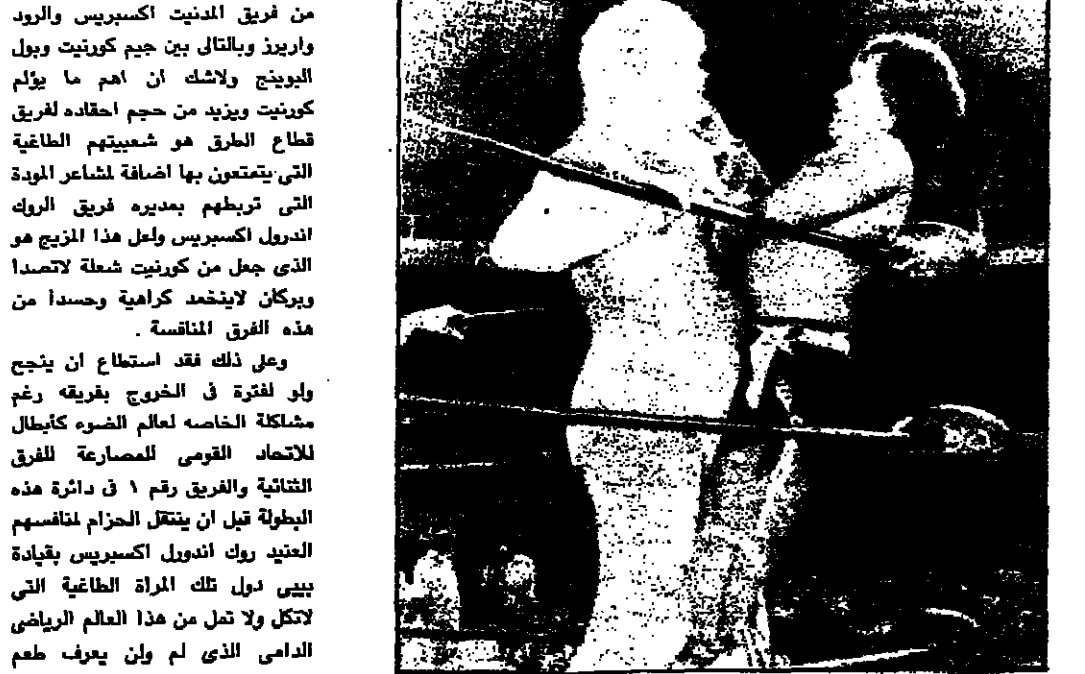 من فريق المدنيت اكسبريس والرود
واريرز وبالتالى بين جيم كورنيت وبول
اليوينج ولاشك ان اهم ما يؤلم
كورنيت ويزيد من حجم احقاده لفريق
قطاع الطرق هو شعبيتهم الطاغية
التى يتمتعون بها اضافة لمشاعر المودة
التى تربطهم بمديره فريق الروك
اندرول اكسبريس ولعل هذا المزيج هو
الذى جعل من كورنيت شعلة لاتصدا
وبركان لاينخمد كراهية وحسدا من
هذه الفرق المنافسة .
وعلى ذلك فقد استطاع ان ينجح
ولو لفترة فى الخروج بفريقه رغم
مشاكلة الخاصه لعالم الضوء كأبطال
للاتحاد القومى للمصارعة للفرق
الثنائية والفريق رقم ١ فى دائرة هذه
البطولة قبل ان ينتقل الحزام لمنافسهم
العنيد روك اندورل اكسبريس بقيادة
بيبى دول تلك المرأة الطاغية التى
لاتكل ولا تمل من هذا العالم الرياضى
الدامى الذى لم ولن يعرف طعم